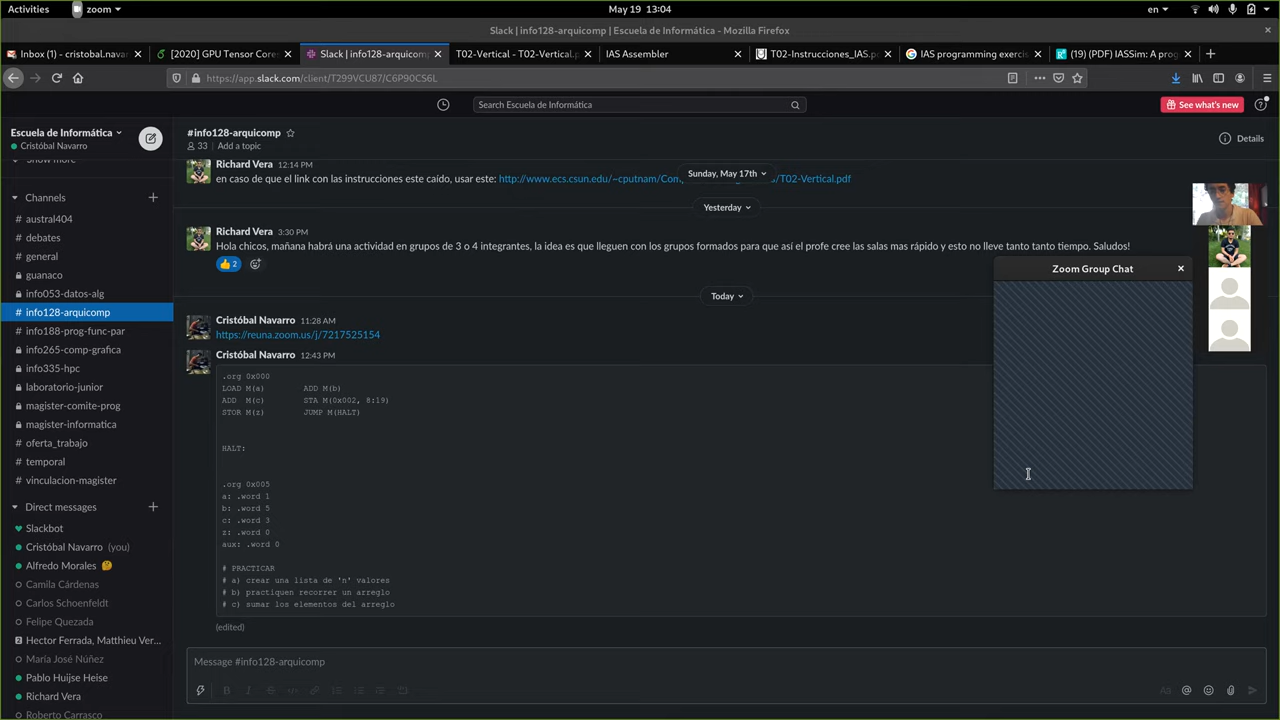 Activities
zoom
May 19 13:04
en
Slack | info128-arquicomp | Escuela de Informática - Mozilla Firefox
Inbox (1) - cristobal.navar
[2020] GPU Tensor Cores
Slack | info128-arquicomp
T02-Vertical - T02-Vertical.p
IAS Assembler
T02-Instrucciones_IAS.p
IAS programming exercis
(19) (PDF) IASSim: A prog
https://app.slack.com/client/T299VCU87/C6P90CS6L
Search Escuela de Informática
See what's new
Escuela de Informática
Cristóbal Navarro
Show more
Channels
# austral404
# debates
# general
guanaco
info053-datos-alg
# info128-arquicomp
# info188-prog-func-par
info265-comp-grafica
info335-hpc
laboratorio-junior
magister-comite-prog
magister-informatica
# oferta_trabajo
temporal
# vinculacion-magister
Direct messages
Slackbot
Cristóbal Navarro (you)
Alfredo Morales
Camila Cárdenas
Carlos Schoenfeldt
Felipe Quezada
2 Hector Ferrada, Matthieu Ver...
María José Núñez
Pablo Huijse Heise
Richard Vera
Roberto Carrasco
#info128-arquicomp
33 Add a topic
Details
Richard Vera 12:14 PM
Sunday, May 17th
en caso de que el link con las instrucciones este caído, usar este: http://www.ecs.csun.edu/~cputnam/Com /T02-Vertical.pdf
Yesterday
Richard Vera 3:30 PM
Hola chicos, mañana habrá una actividad en grupos de 3 o 4 integrantes, la idea es que lleguen con los grupos formados para que así el profe cree las salas mas rápido y esto no lleve tanto tanto tiempo. Saludos!
2
Today
Cristóbal Navarro 11:28 AM
https://reuna.zoom.us/j/7217525154
Cristóbal Navarro 12:43 PM
.org 0x000
LOAD M(a) ADD M(b)
ADD M(c) STA M(0x002, 8:19)
STOR M(z) JUMP M(HALT)
HALT:
.org 0x005
a: .word 1
b: .word 5
c: .word 3
z: .word 0
aux: .word 0
# PRACTICAR
# a) crear una lista de 'n' valores
# b) practiquen recorrer un arreglo
# c) sumar los elementos del arreglo
(edited)
Message #info128-arquicomp
Zoom Group Chat